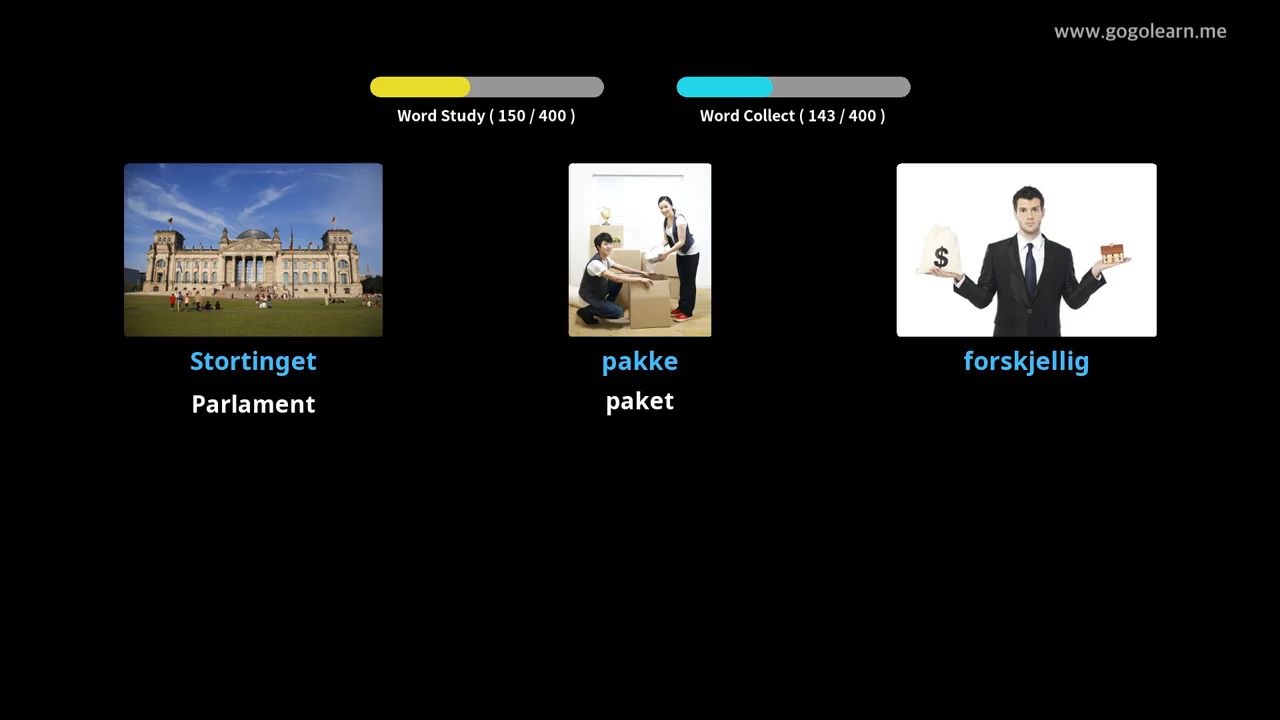 www.gogolearn.me
Word Study ( 150 / 400 )
Word Collect ( 143 / 400 )
$
Stortinget
pakke
forskjellig
Parlament
paket